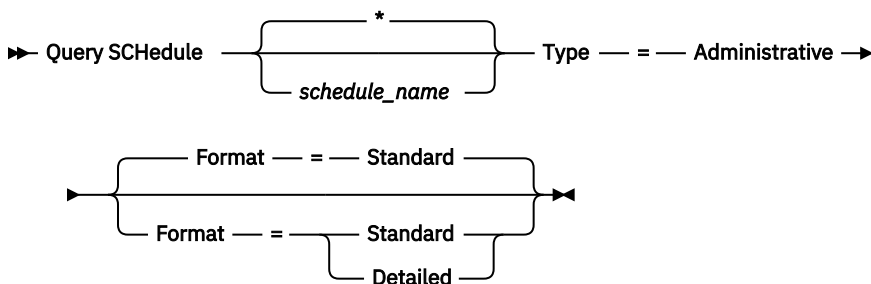 *
Query SCHedule Type = Administrative
schedule_name
Format = Standard
Format = Standard
Detailed